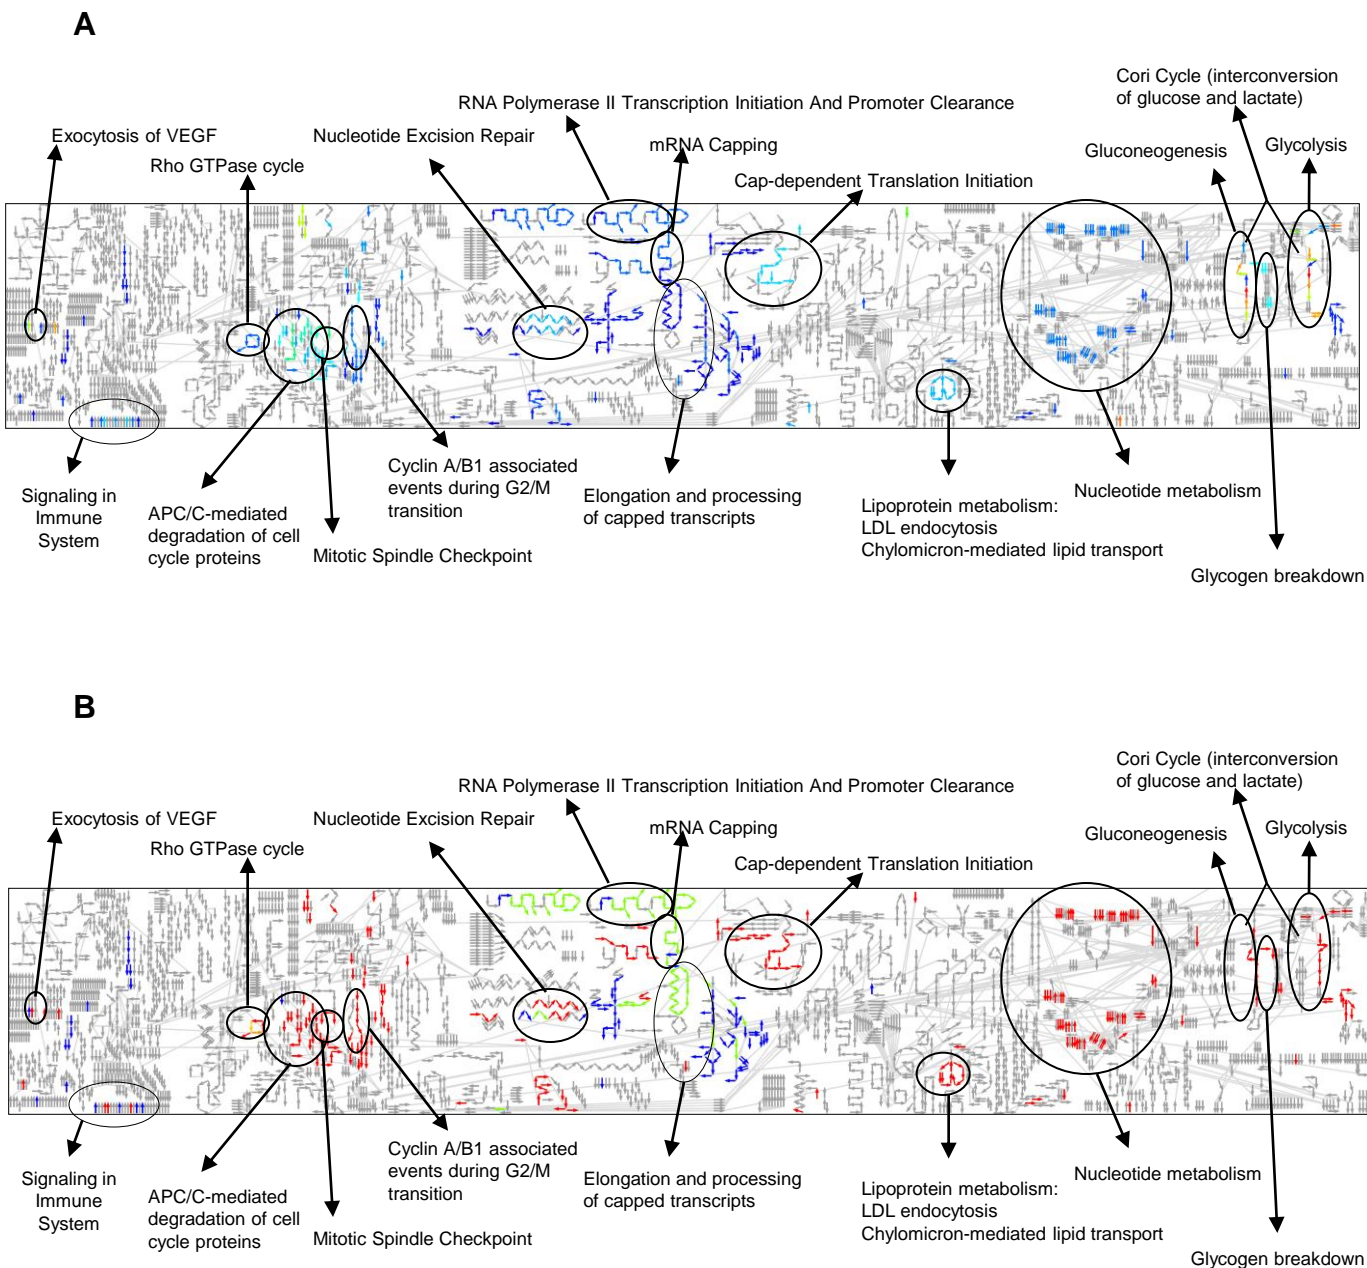 A
Cori Cycle (interconversion
of glucose and lactate)
RNA Polymerase II Transcription Initiation And Promoter Clearance
Exocytosis of VEGF
Nucleotide Excision Repair
mRNA Capping
Gluconeogenesis
Glycolysis
Rho GTPase cycle
Cap-dependent Translation Initiation
Signaling in
Immune
System
APC/C-mediated
degradation of cell
cycle proteins
Cyclin A/B1 associated
events during G2/M
transition
Mitotic Spindle Checkpoint
Elongation and processing
of capped transcripts
Lipoprotein metabolism:
LDL endocytosis
Chylomicron-mediated lipid transport
Nucleotide metabolism
Glycogen breakdown
B
Cori Cycle (interconversion
of glucose and lactate)
RNA Polymerase II Transcription Initiation And Promoter Clearance
Exocytosis of VEGF
Nucleotide Excision Repair
mRNA Capping
Gluconeogenesis
Glycolysis
Rho GTPase cycle
Cap-dependent Translation Initiation
Signaling in
Immune
System
APC/C-mediated
degradation of cell
cycle proteins
Cyclin A/B1 associated
events during G2/M
transition
Mitotic Spindle Checkpoint
Elongation and processing
of capped transcripts
Lipoprotein metabolism:
LDL endocytosis
Chylomicron-mediated lipid transport
Nucleotide metabolism
Glycogen breakdown